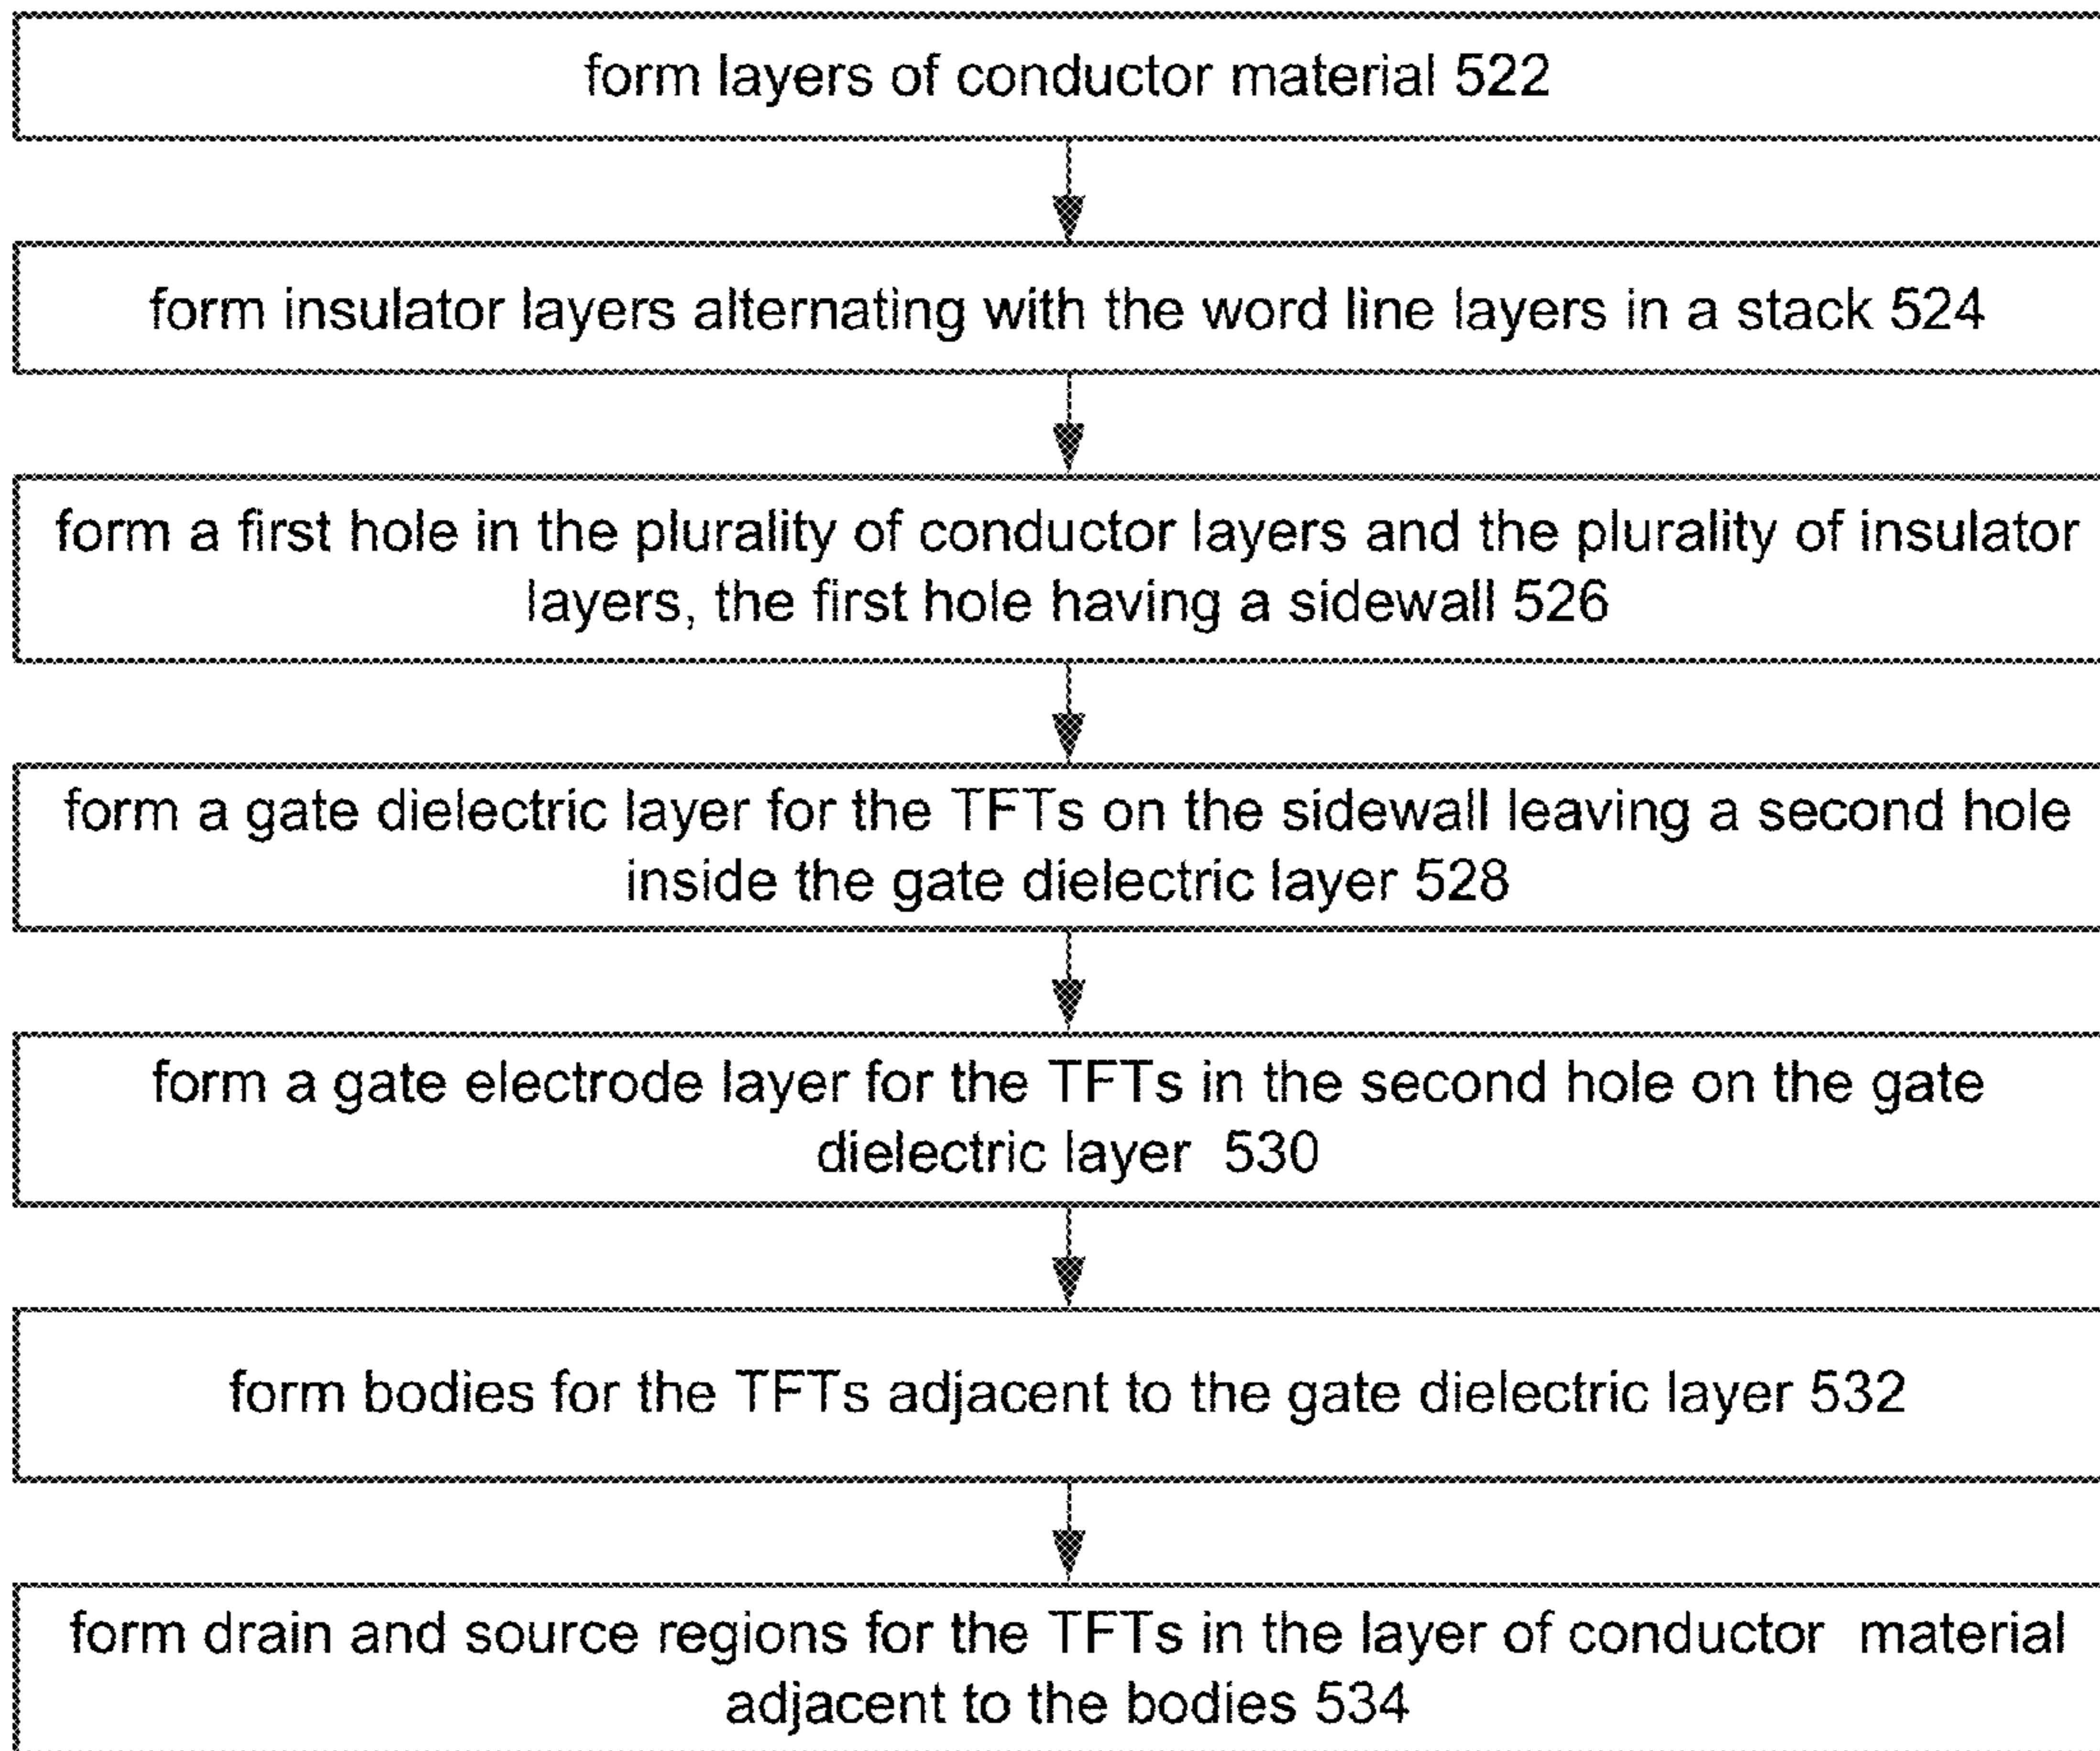 form layers of conductor material 522
form insulator layers alternating with the word line layers in a stack 524
form a first hole in the plurality of conductor layers and the plurality of insulator
layers, the first hole having a sidewall 526
form a gate dielectric layer for the TFTs on the sidewall leaving a second hole
inside the gate dielectric layer 528
form a gate electrode layer for the TFTs in the second hole on the gate
dielectric layer 530
form bodies for the TFTs adjacent to the gate dielectric layer 532
form drain and source regions for the TFTs in the layer of conductor material
adjacent to the bodies 534